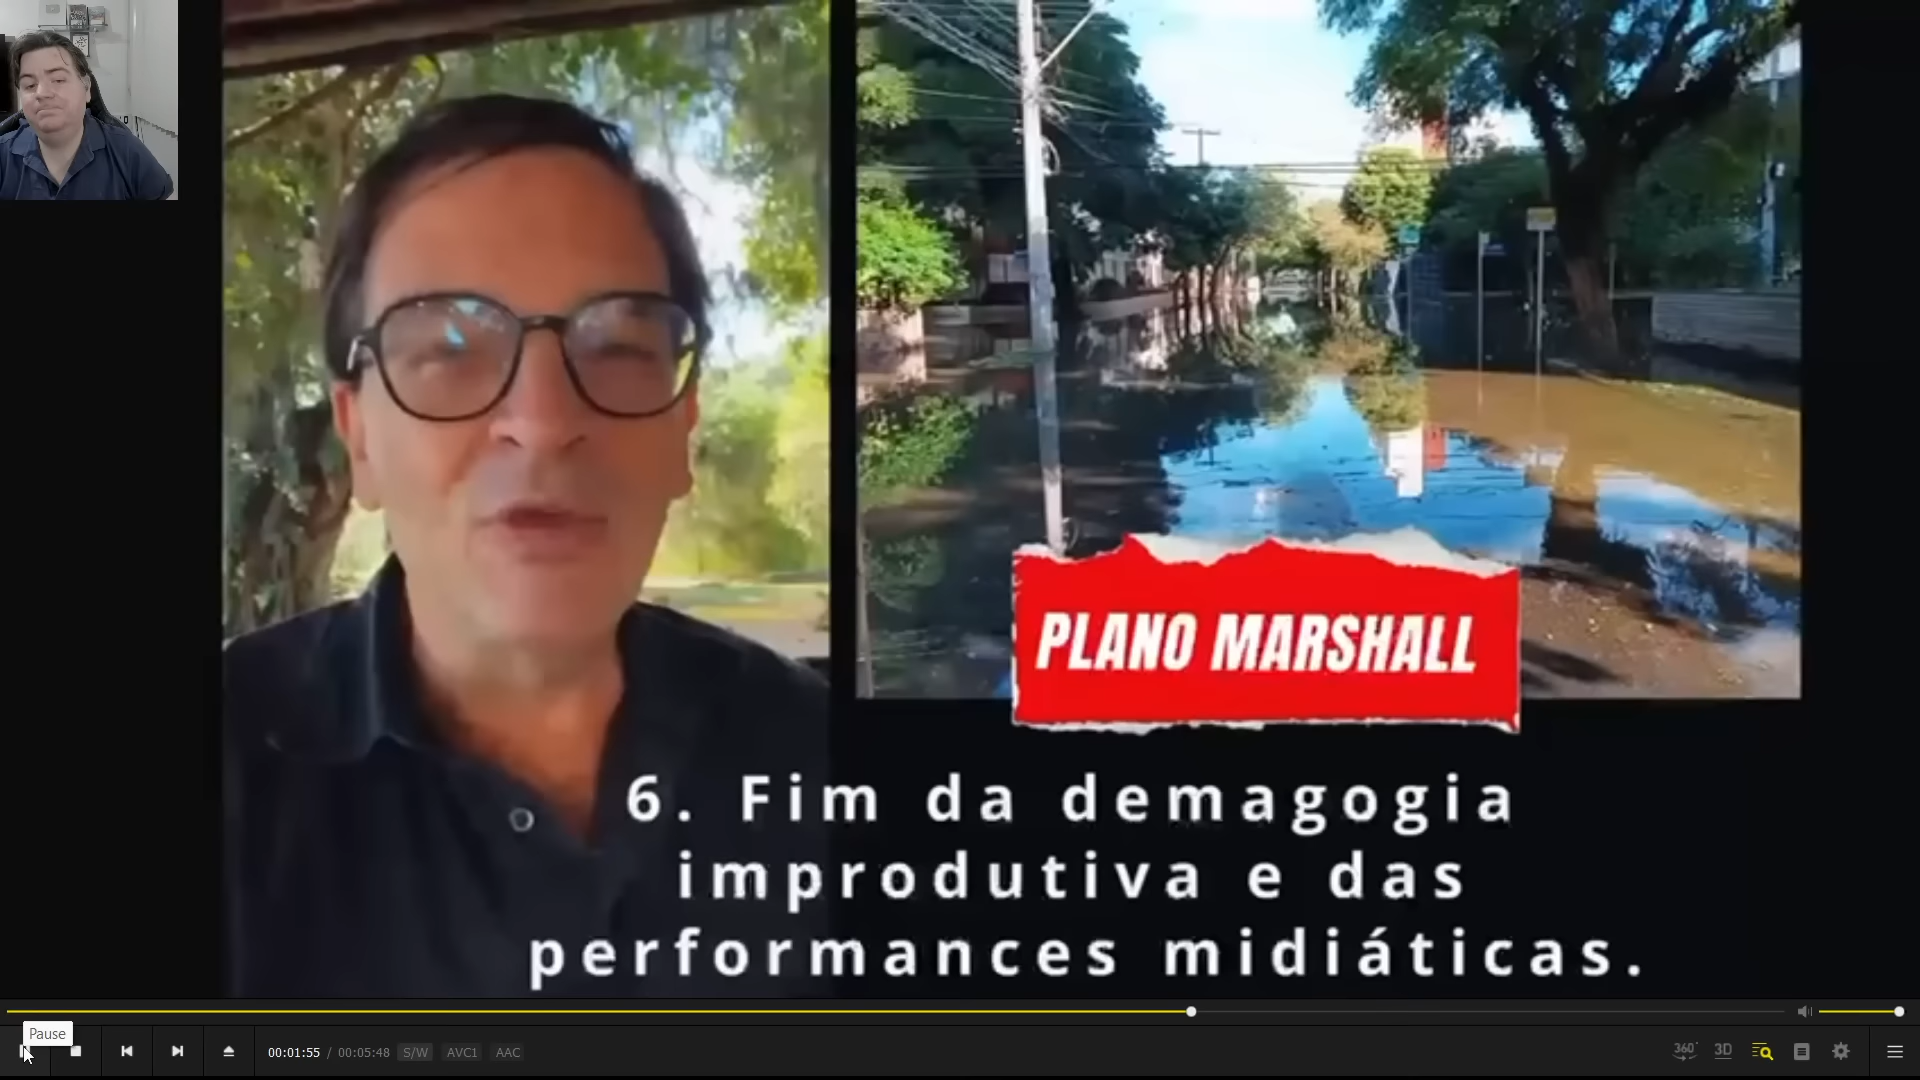 PLANO MARSHALL
6. Fim da demagogia
improdutiva e das
performances midiáticas.
Pause
00:01:55 / 00:05:48 S/W AVC1 AAC
360° 3D